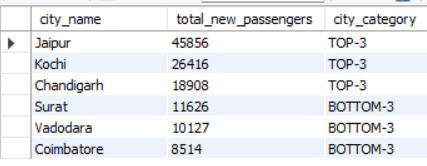 city_name total_new_passengers city_category
Jaipur 45856 TOP-3
Kochi 26416 TOP-3
Chandigarh 18908 TOP-3
Surat 11626 BOTTOM-3
Vadodara 10127 BOTTOM-3
Coimbatore 8514 BOTTOM-3